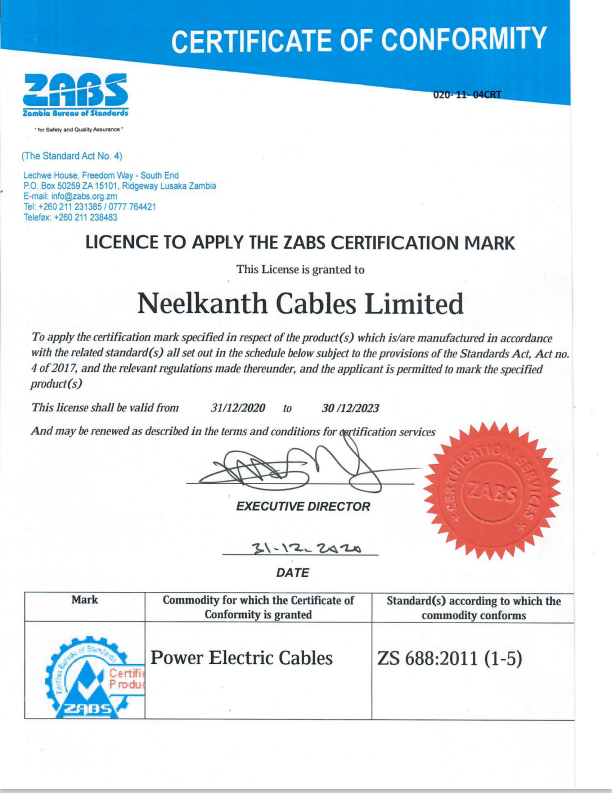 CERTIFICATE OF CONFORMITY
020- 11- 04CRT
ZABS
Zambia Bureau of Standards
" for Safety and Quality Assurance "
(The Standard Act No. 4)
Lechwe House, Freedom Way - South End
P.O. Box 50259 ZA 15101, Ridgeway Lusaka Zambia
E-mail: info@zabs.org.zm
Tel: +260 211 231385 / 0777 764421
Telefax: +260 211 238483
LICENCE TO APPLY THE ZABS CERTIFICATION MARK
This License is granted to
Neelkanth Cables Limited
To apply the certification mark specified in respect of the product(s) which is/are manufactured in accordance
with the related standard(s) all set out in the schedule below subject to the provisions of the Standards Act, Act no.
4 of 2017, and the relevant regulations made thereunder, and the applicant is permitted to mark the specified
product(s)
This license shall be valid from 31/12/2020 to 30 /12/2023
And may be renewed as described in the terms and conditions for certification services
CERTIFICATION SERVICES
ZABS
EXECUTIVE DIRECTOR
31-12-2020
DATE
Mark Commodity for which the Certificate of Standard(s) according to which the
Conformity is granted commodity conforms
Zambia Bureau of Standards
Certifie
Produc
ZABS
Power Electric Cables ZS 688:2011 (1-5)